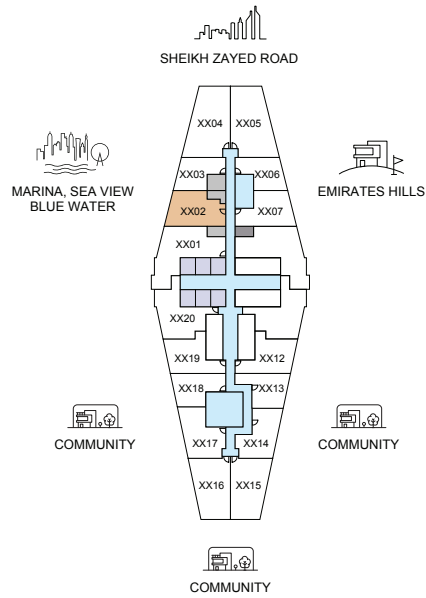 SHEIKH ZAYED ROAD
XX04 XX05
MARINA, SEA VIEW
BLUE WATER
XX03 XX06
EMIRATES HILLS
XX02 XX07
XX01
XX20
XX19 XX12
XX18 XX13
COMMUNITY
XX17 XX14
COMMUNITY
XX16 XX15
COMMUNITY